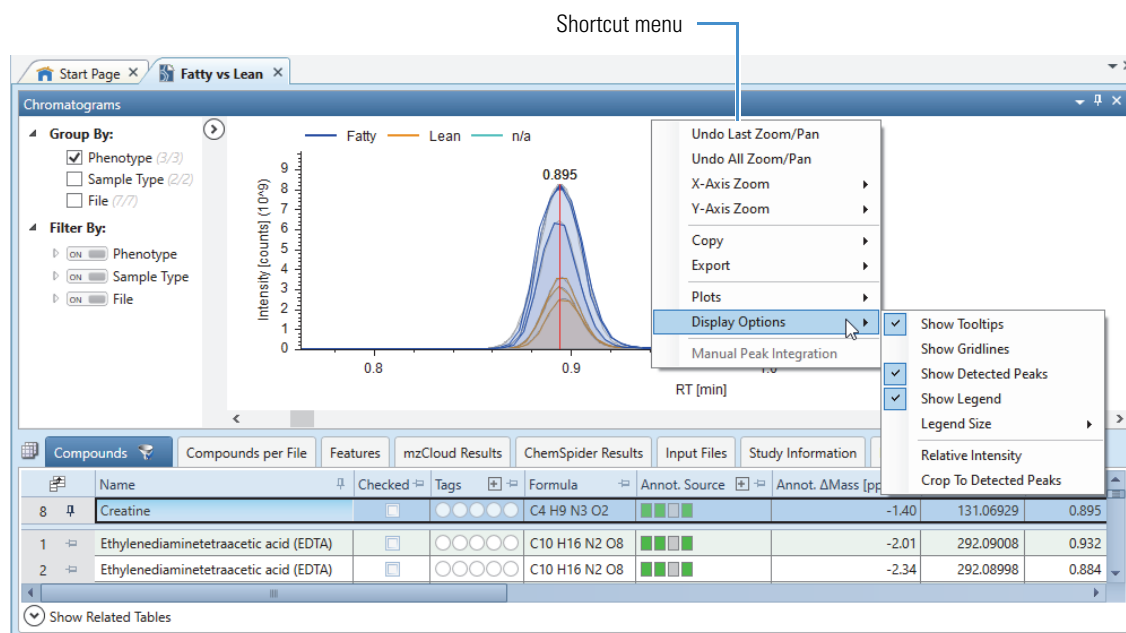 Shortcut menu
Start Page
Fatty vs Lean
Chromatograms
Group By:
Phenotype (3/3)
Sample Type (2/2)
File (7/7)
Filter By:
ON Phenotype
ON Sample Type
ON File
Fatty Lean n/a
0.895
Intensity [counts] (10^9)
9
8
7
6
5
4
3
2
1
0
0.8 0.9 1.0
RT [min]
Undo Last Zoom/Pan
Undo All Zoom/Pan
X-Axis Zoom
Y-Axis Zoom
Copy
Export
Plots
Display Options
Manual Peak Integration
Show Tooltips
Show Gridlines
Show Detected Peaks
Show Legend
Legend Size
Relative Intensity
Crop To Detected Peaks
Compounds Compounds per File Features mzCloud Results ChemSpider Results Input Files Study Information
Name Checked Tags Formula Annot. Source Annot. ΔMass [pp
8 Creatine C4 H9 N3 O2 -1.40 131.06929 0.895
1 Ethylenediaminetetraacetic acid (EDTA) C10 H16 N2 O8 -2.01 292.09008 0.932
2 Ethylenediaminetetraacetic acid (EDTA) C10 H16 N2 O8 -2.34 292.08998 0.884
Show Related Tables